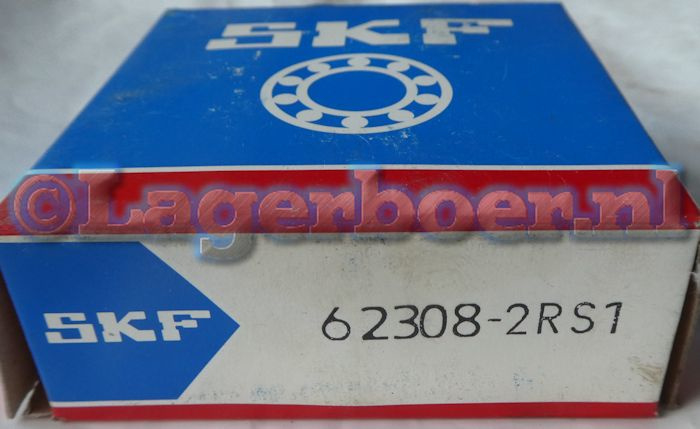 SKF
©Lagerboer.nl
SKF
62308-2RS1